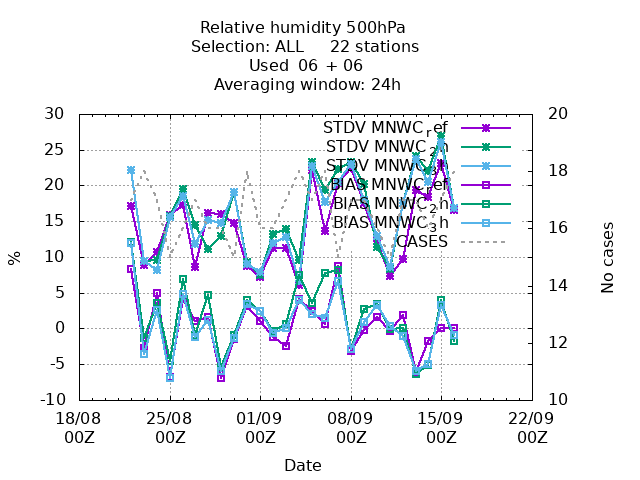 Relative humidity 500hPa
Selection: ALL 22 stations
Used 06 + 06
Averaging window: 24h
30 20
STDV MNWC_ref
STDV MNWC_2h
25 STDV MNWC_3h 18
20 BIAS MNWC_ref
BIAS MNWC_2h
15 BIAS MNWC_3h 16
CASES
10
5 14
0
-5 12
-10 10
% No cases
18/08 25/08 01/09 08/09 15/09 22/09
00Z 00Z 00Z 00Z 00Z 00Z
Date